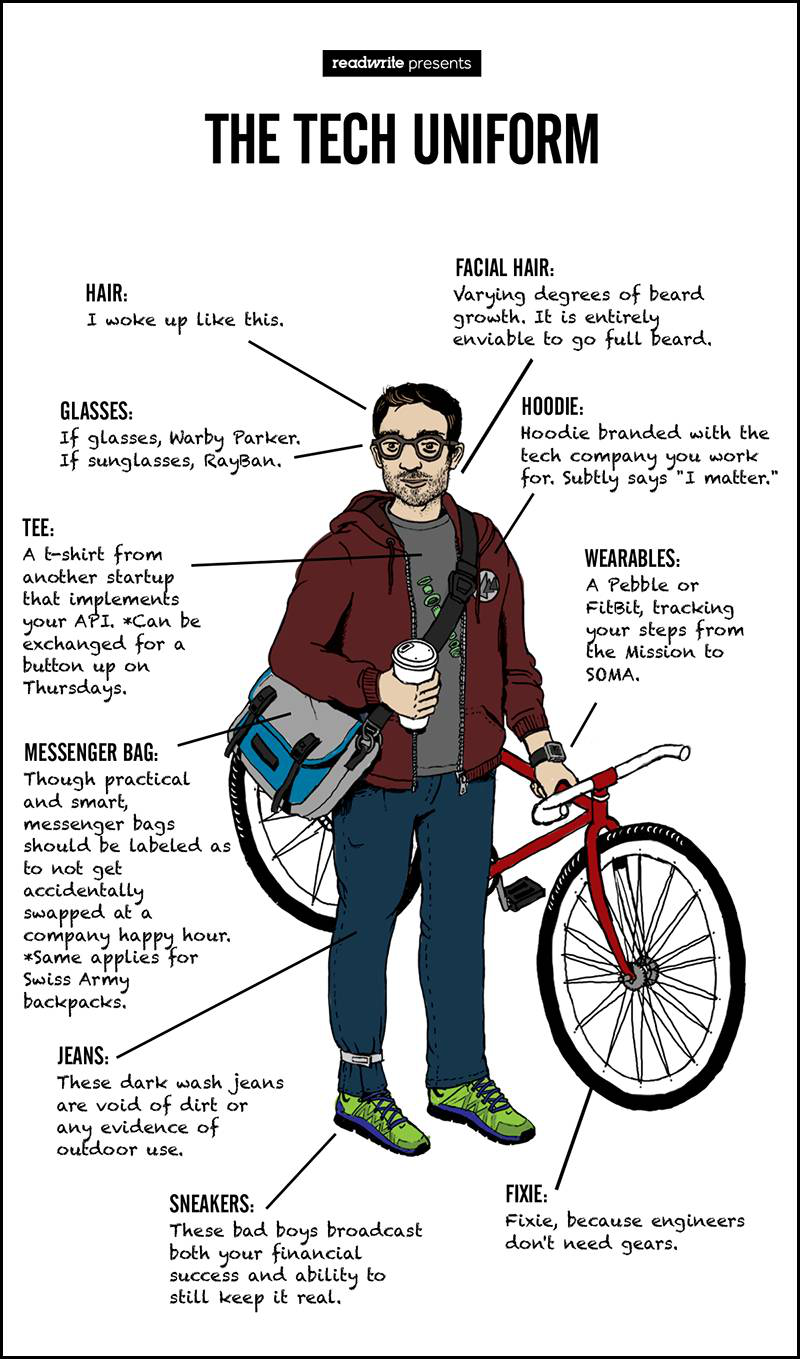 readwrite presents
THE TECH UNIFORM
HAIR:
I woke up like this.
FACIAL HAIR:
Varying degrees of beard
growth. It is entirely
enviable to go full beard.
GLASSES:
If glasses, Warby Parker.
If sunglasses, RayBan.
HOODIE:
Hoodie branded with the
tech company you work
for. Subtly says "I matter."
TEE:
A t-shirt from
another startup
that implements
your API. *Can be
exchanged for a
button up on
Thursdays.
WEARABLES:
A Pebble or
FitBit, tracking
your steps from
the Mission to
SOMA.
MESSENGER BAG:
Though practical
and smart,
messenger bags
should be labeled as
to not get
accidentally
swapped at a
company happy hour.
*Same applies for
Swiss Army
backpacks.
JEANS:
These dark wash jeans
are void of dirt or
any evidence of
outdoor use.
SNEAKERS:
These bad boys broadcast
both your financial
success and ability to
still keep it real.
FIXIE:
Fixie, because engineers
don't need gears.